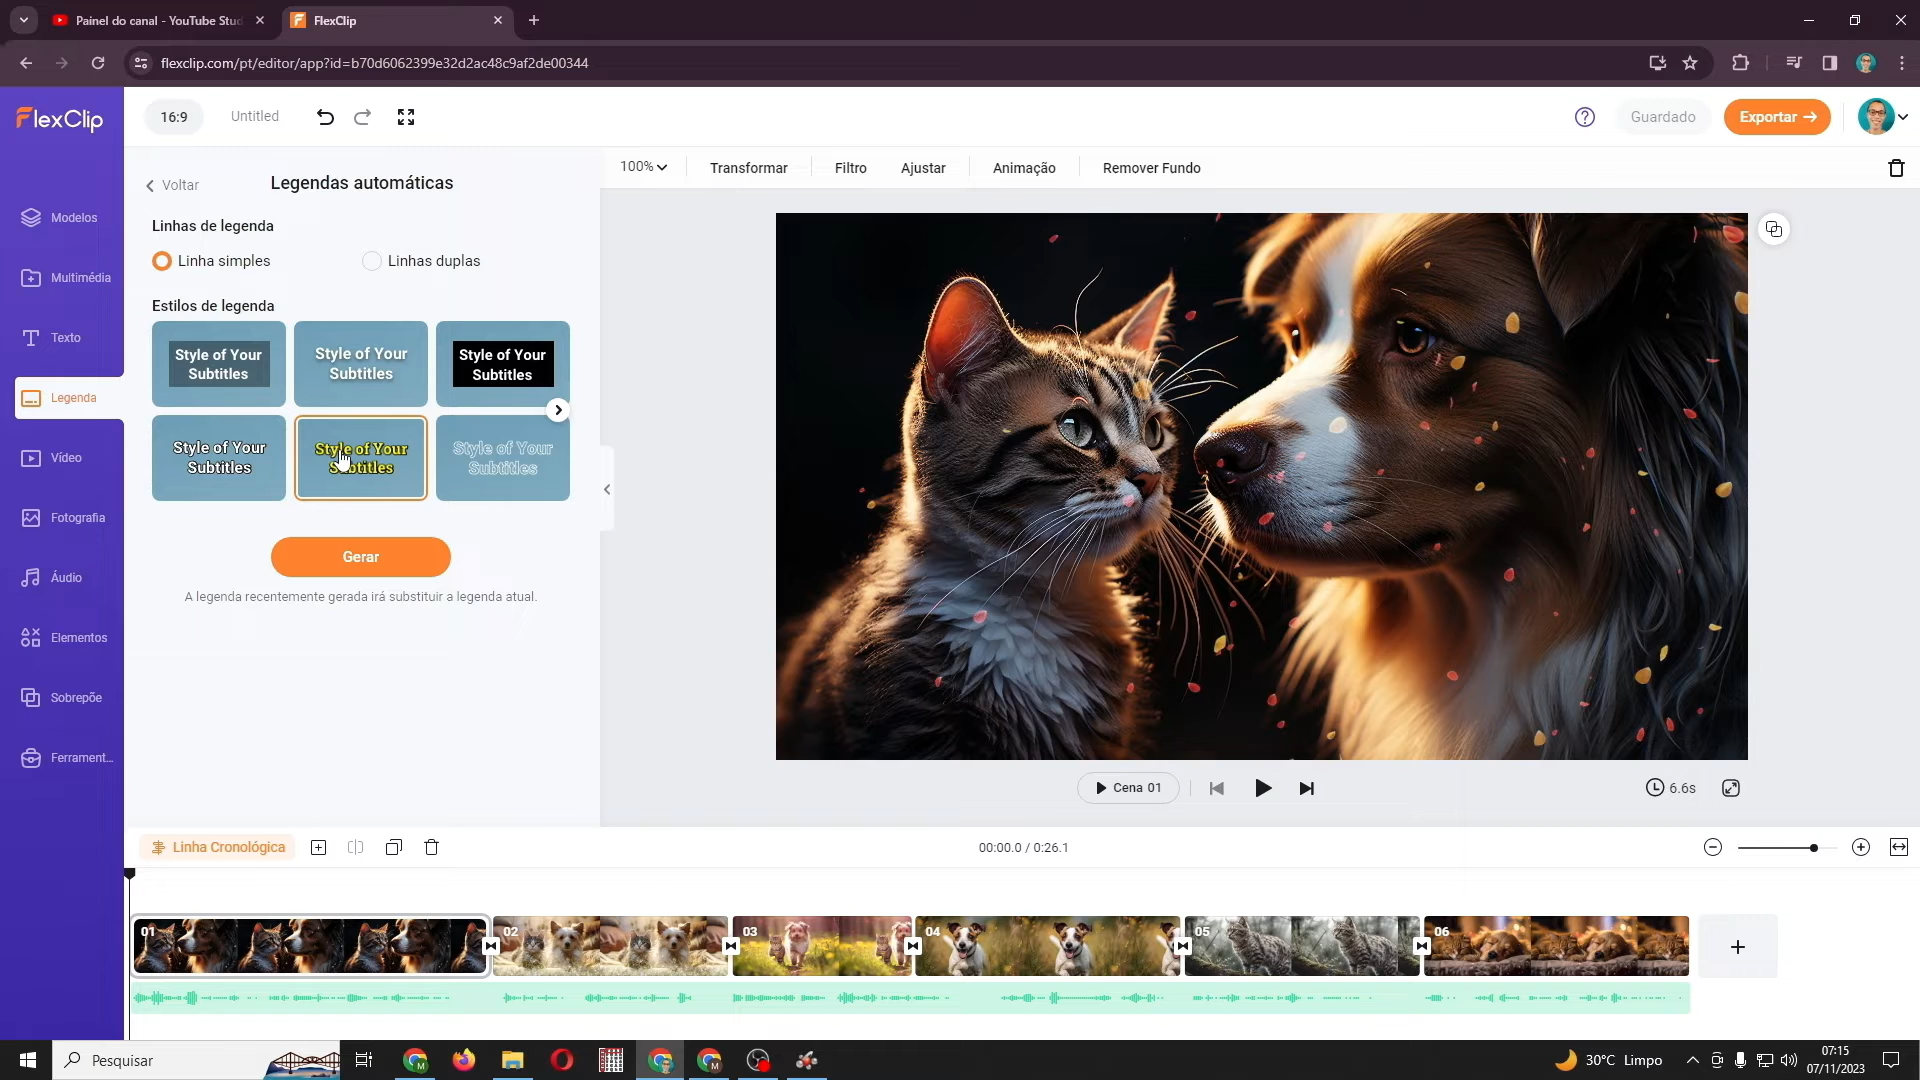 Painel do canal - YouTube Stud
FlexClip
flexclip.com/pt/editor/app?id=b70d6062399e32d2ac48c9af2de00344
FlexClip
16:9
Untitled
Guardado
Exportar
Voltar
Legendas automáticas
100%
Transformar
Filtro
Ajustar
Animação
Remover Fundo
Modelos
Multimédia
Texto
Legenda
Vídeo
Fotografia
Áudio
Elementos
Sobrepõe
Ferrament...
Linhas de legenda
Linha simples
Linhas duplas
Estilos de legenda
Style of Your
Subtitles
Style of Your
Subtitles
Style of Your
Subtitles
Style of Your
Subtitles
Style of Your
Subtitles
Style of Your
Subtitles
Gerar
A legenda recentemente gerada irá substituir a legenda atual.
Cena 01
6.6s
Linha Cronológica
00:00.0 / 0:26.1
01
02
03
04
05
06
Pesquisar
30°C Limpo
07:15
07/11/2023